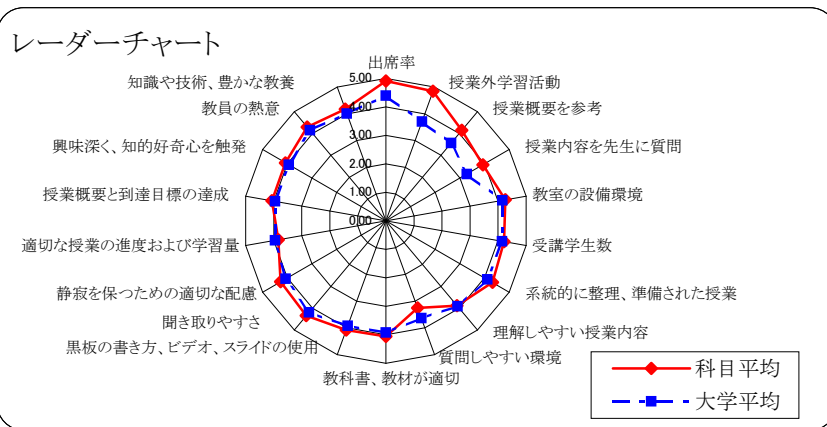 レーダーチャート
出席率
授業外学習活動
授業概要を参考
授業内容を先生に質問
教室の設備環境
受講学生数
系統的に整理、準備された授業
理解しやすい授業内容
質問しやすい環境
教科書、教材が適切
黒板の書き方、ビデオ、スライドの使用
聞き取りやすさ
静寂を保つための適切な配慮
適切な授業の進度および学習量
授業概要と到達目標の達成
興味深く、知的好奇心を触発
教員の熱意
知識や技術、豊かな教養
5.00
4.00
3.00
2.00
1.00
0.00
科目平均
大学平均